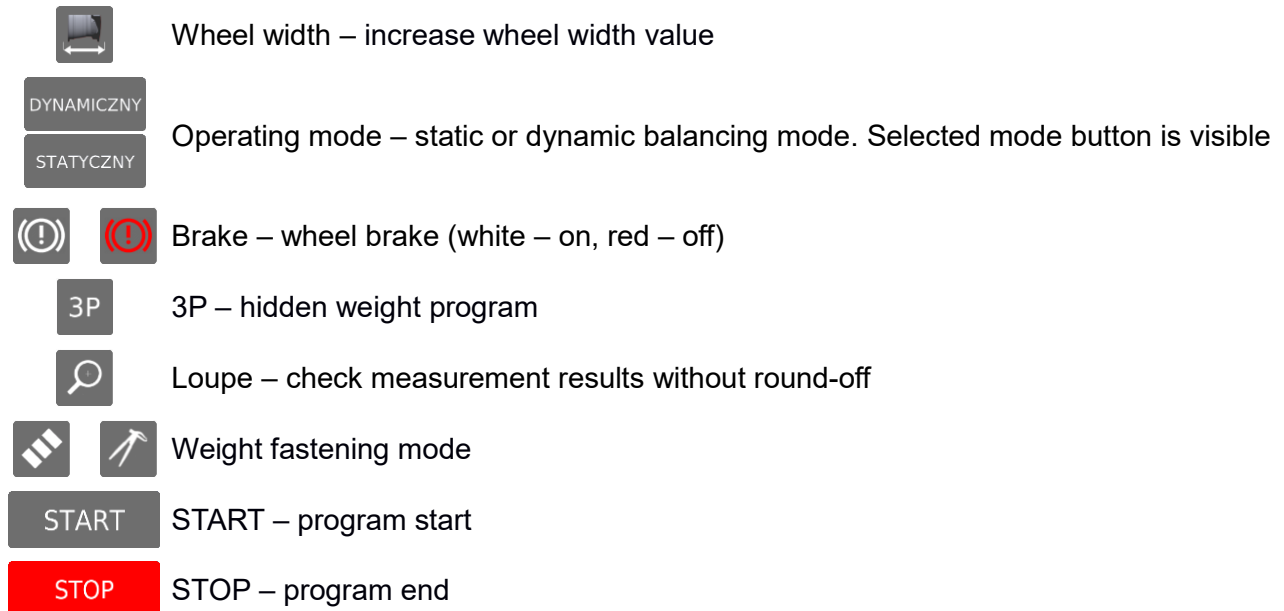 Wheel width – increase wheel width value
DYNAMICZNY
STATYCZNY
Operating mode – static or dynamic balancing mode. Selected mode button is visible
Brake – wheel brake (white – on, red – off)
3P 3P – hidden weight program
Loupe – check measurement results without round-off
Weight fastening mode
START START – program start
STOP STOP – program end